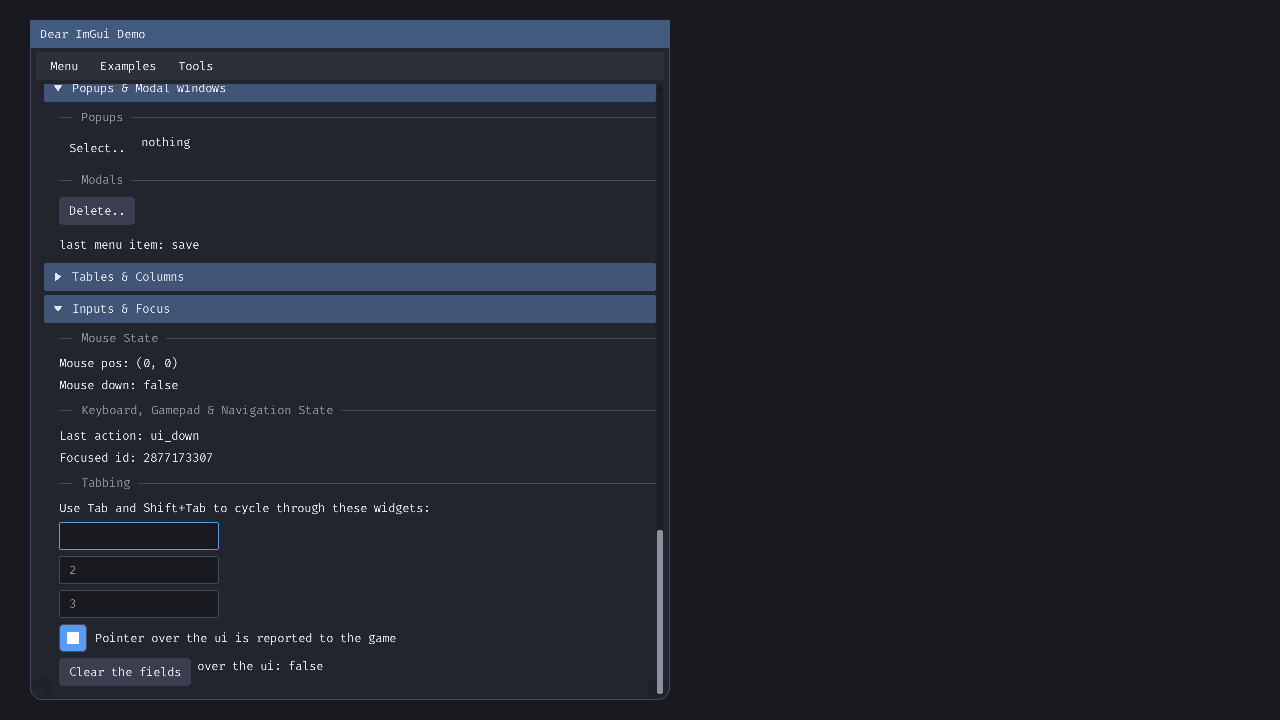 Dear ImGui Demo
Menu Examples Tools
Popups & Modal Windows
Popups
Select.. nothing
Modals
Delete..
last menu item: save
Tables & Columns
Inputs & Focus
Mouse State
Mouse pos: (0, 0)
Mouse down: false
Keyboard, Gamepad & Navigation State
Last action: ui_down
Focused id: 2877173307
Tabbing
Use Tab and Shift+Tab to cycle through these widgets:
2
3
Pointer over the ui is reported to the game
Clear the fields over the ui: false